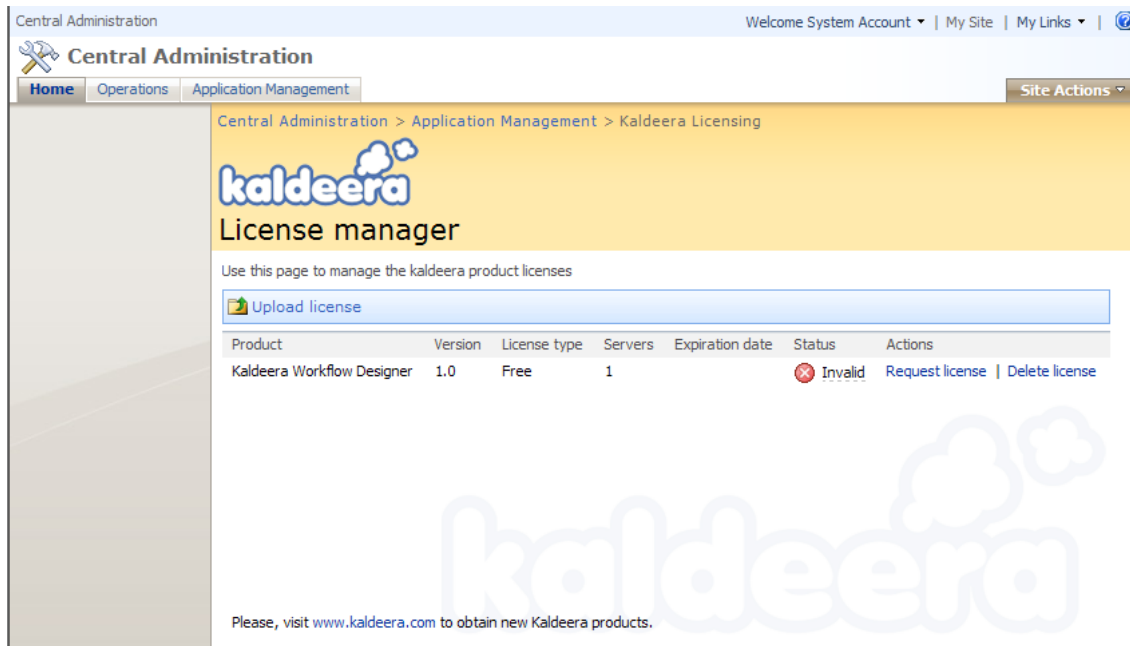 Central Administration Welcome System Account | My Site | My Links |
Central Administration
Home Operations Application Management Site Actions
Central Administration > Application Management > Kaldeera Licensing
kaldeera
License manager
Use this page to manage the kaldeera product licenses
Upload license
Product Version License type Servers Expiration date Status Actions
Kaldeera Workflow Designer 1.0 Free 1 Invalid Request license | Delete license
kaldeera
Please, visit www.kaldeera.com to obtain new Kaldeera products.